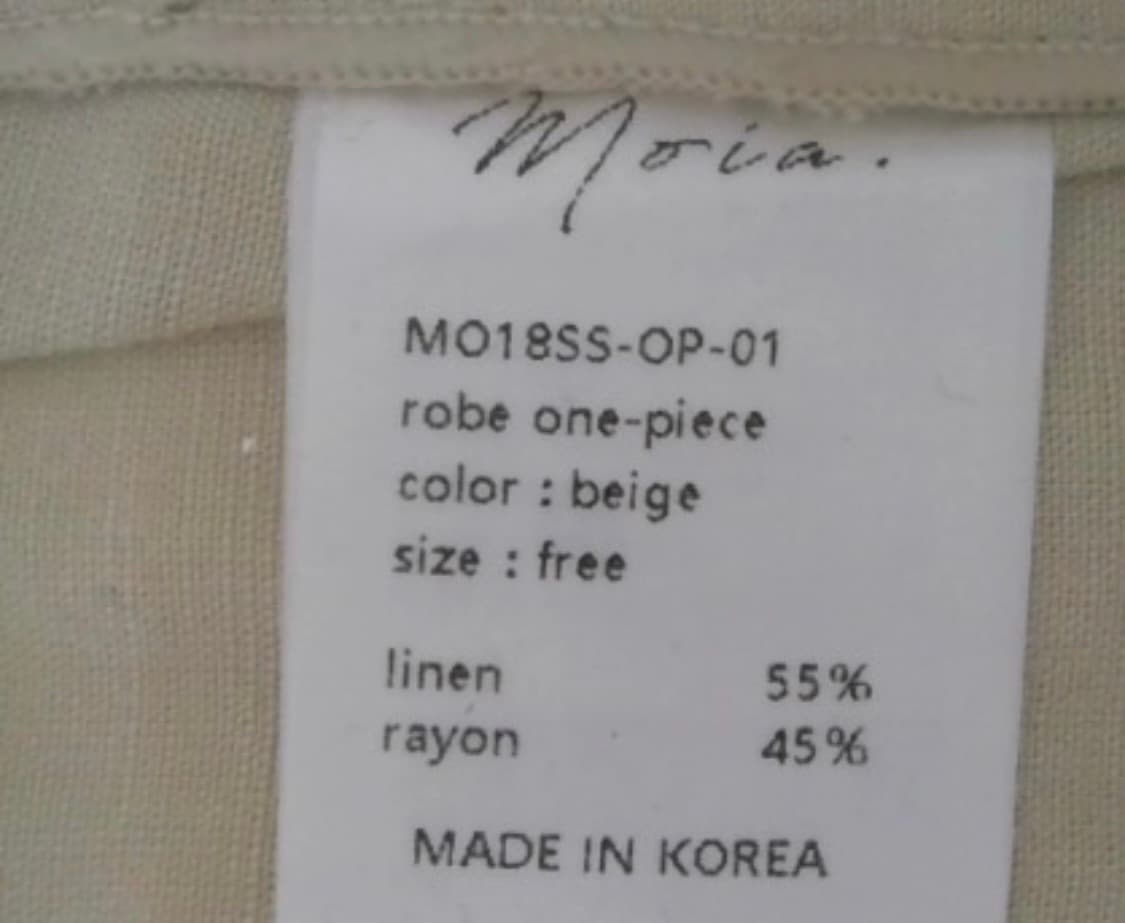 Moia.
MO18SS-OP-01
robe one-piece
color : beige
size : free
linen 55%
rayon 45%
MADE IN KOREA